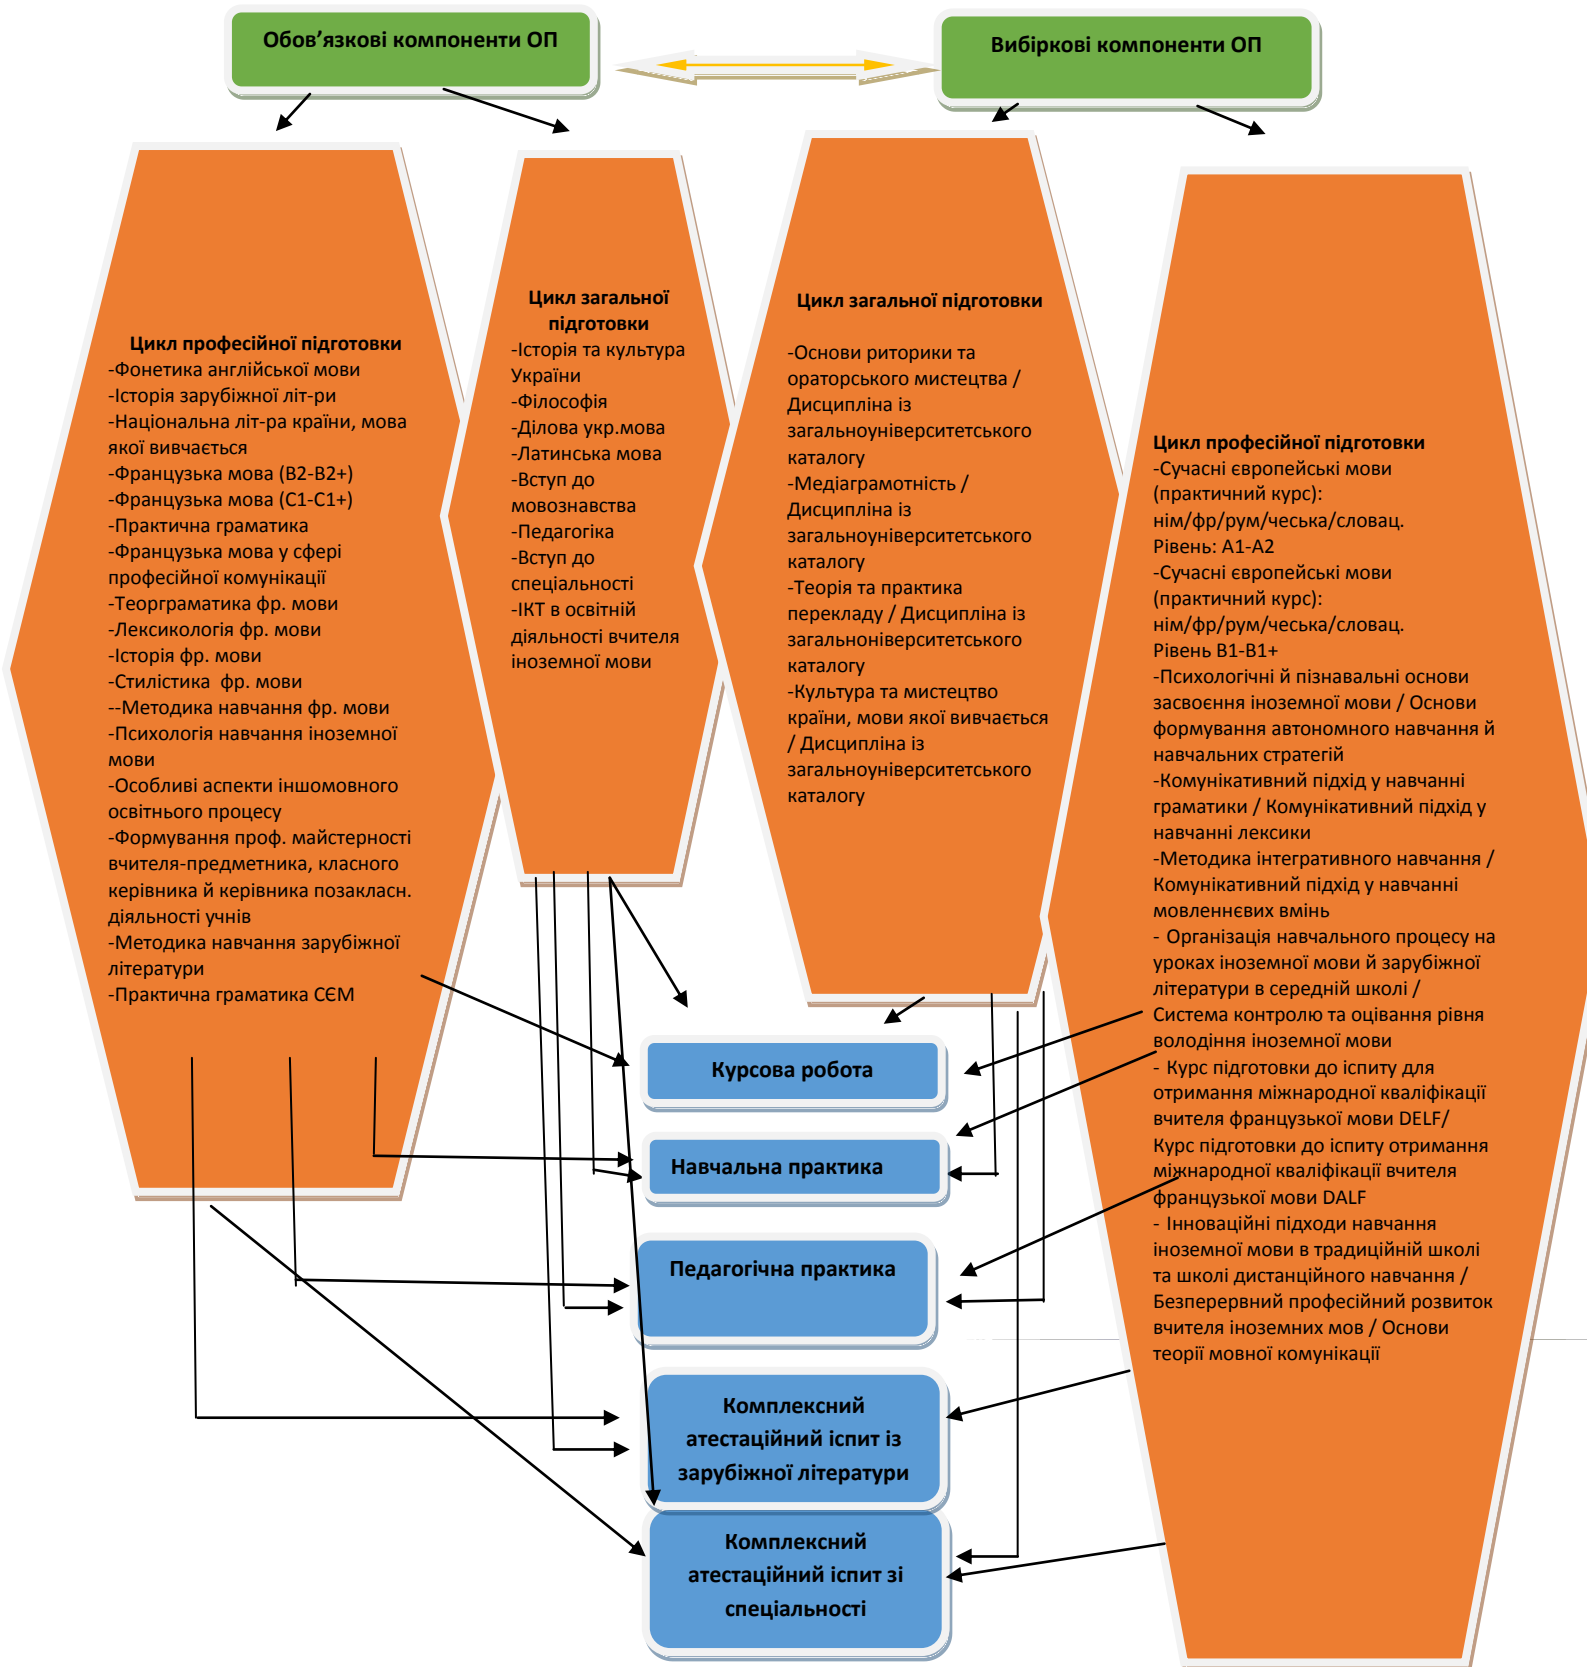 Обов’язкові компоненти ОП
Вибіркові компоненти ОП
Цикл професійної підготовки
-Фонетика англійської мови
-Історія зарубіжної літ-ри
-Національна літ-ра країни, мова
якої вивчається
-Французька мова (В2-В2+)
-Французька мова (С1-С1+)
-Практична граматика
-Французька мова у сфері
професійної комунікації
-Теорграматика фр. мови
-Лексикологія фр. мови
-Історія фр. мови
-Стилістика  фр. мови
--Методика навчання фр. мови
-Психологія навчання іноземної
мови
-Особливі аспекти іншомовного
освітнього процесу
-Формування проф. майстерності
вчителя-предметника, класного
керівника й керівника позакласн.
діяльності учнів
-Методика навчання зарубіжної
літератури
-Практична граматика СЄМ
Цикл загальної
підготовки
-Історія та культура
України
-Філософія
-Ділова укр.мова
-Латинська мова
-Вступ до
мовознавства
-Педагогіка
-Вступ до
спеціальності
-ІКТ в освітній
діяльності вчителя
іноземної мови
Цикл загальної підготовки
-Основи риторики та
ораторського мистецтва /
Дисципліна із
загальноуніверситетського
каталогу
-Медіаграмотність /
Дисципліна із
загальноуніверситетського
каталогу
-Теорія та практика
перекладу / Дисципліна із
загальноніверситетського
каталогу
-Культура та мистецтво
країни, мови якої вивчається
/ Дисципліна із
загальноуніверситетського
каталогу
Цикл професійної підготовки
-Сучасні європейські мови
(практичний курс):
нім/фр/рум/чеська/словац.
Рівень: А1-А2
-Сучасні європейські мови
(практичний курс):
нім/фр/рум/чеська/словац.
Рівень В1-В1+
-Психологічні й пізнавальні основи
засвоєння іноземної мови / Основи
формування автономного навчання й
навчальних стратегій
-Комунікативний підхід у навчанні
граматики / Комунікативний підхід у
навчанні лексики
-Методика інтегративного навчання /
Комунікативний підхід у навчанні
мовленнєвих вмінь
- Організація навчального процесу на
уроках іноземної мови й зарубіжної
літератури в середній школі /
Система контролю та оцівання рівня
володіння іноземної мови
- Курс підготовки до іспиту для
отримання міжнародної кваліфікації
вчителя французької мови DELF/
Курс підготовки до іспиту отримання
міжнародної кваліфікації вчителя
французької мови DALF
- Інноваційні підходи навчання
іноземної мови в традиційній школі
та школі дистанційного навчання /
Безперервний професійний розвиток
вчителя іноземних мов / Основи
теорії мовної комунікації
Курсова робота
Навчальна практика
Педагогічна практика
Комплексний
атестаційний іспит із
зарубіжної літератури
Комплексний
атестаційний іспит зі
спеціальності